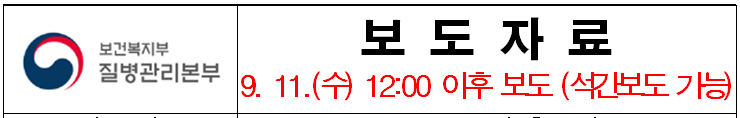 보건복지부
질병관리본부
보 도 자 료
9. 11.(수) 12:00 이후 보도 (석간보도 가능)